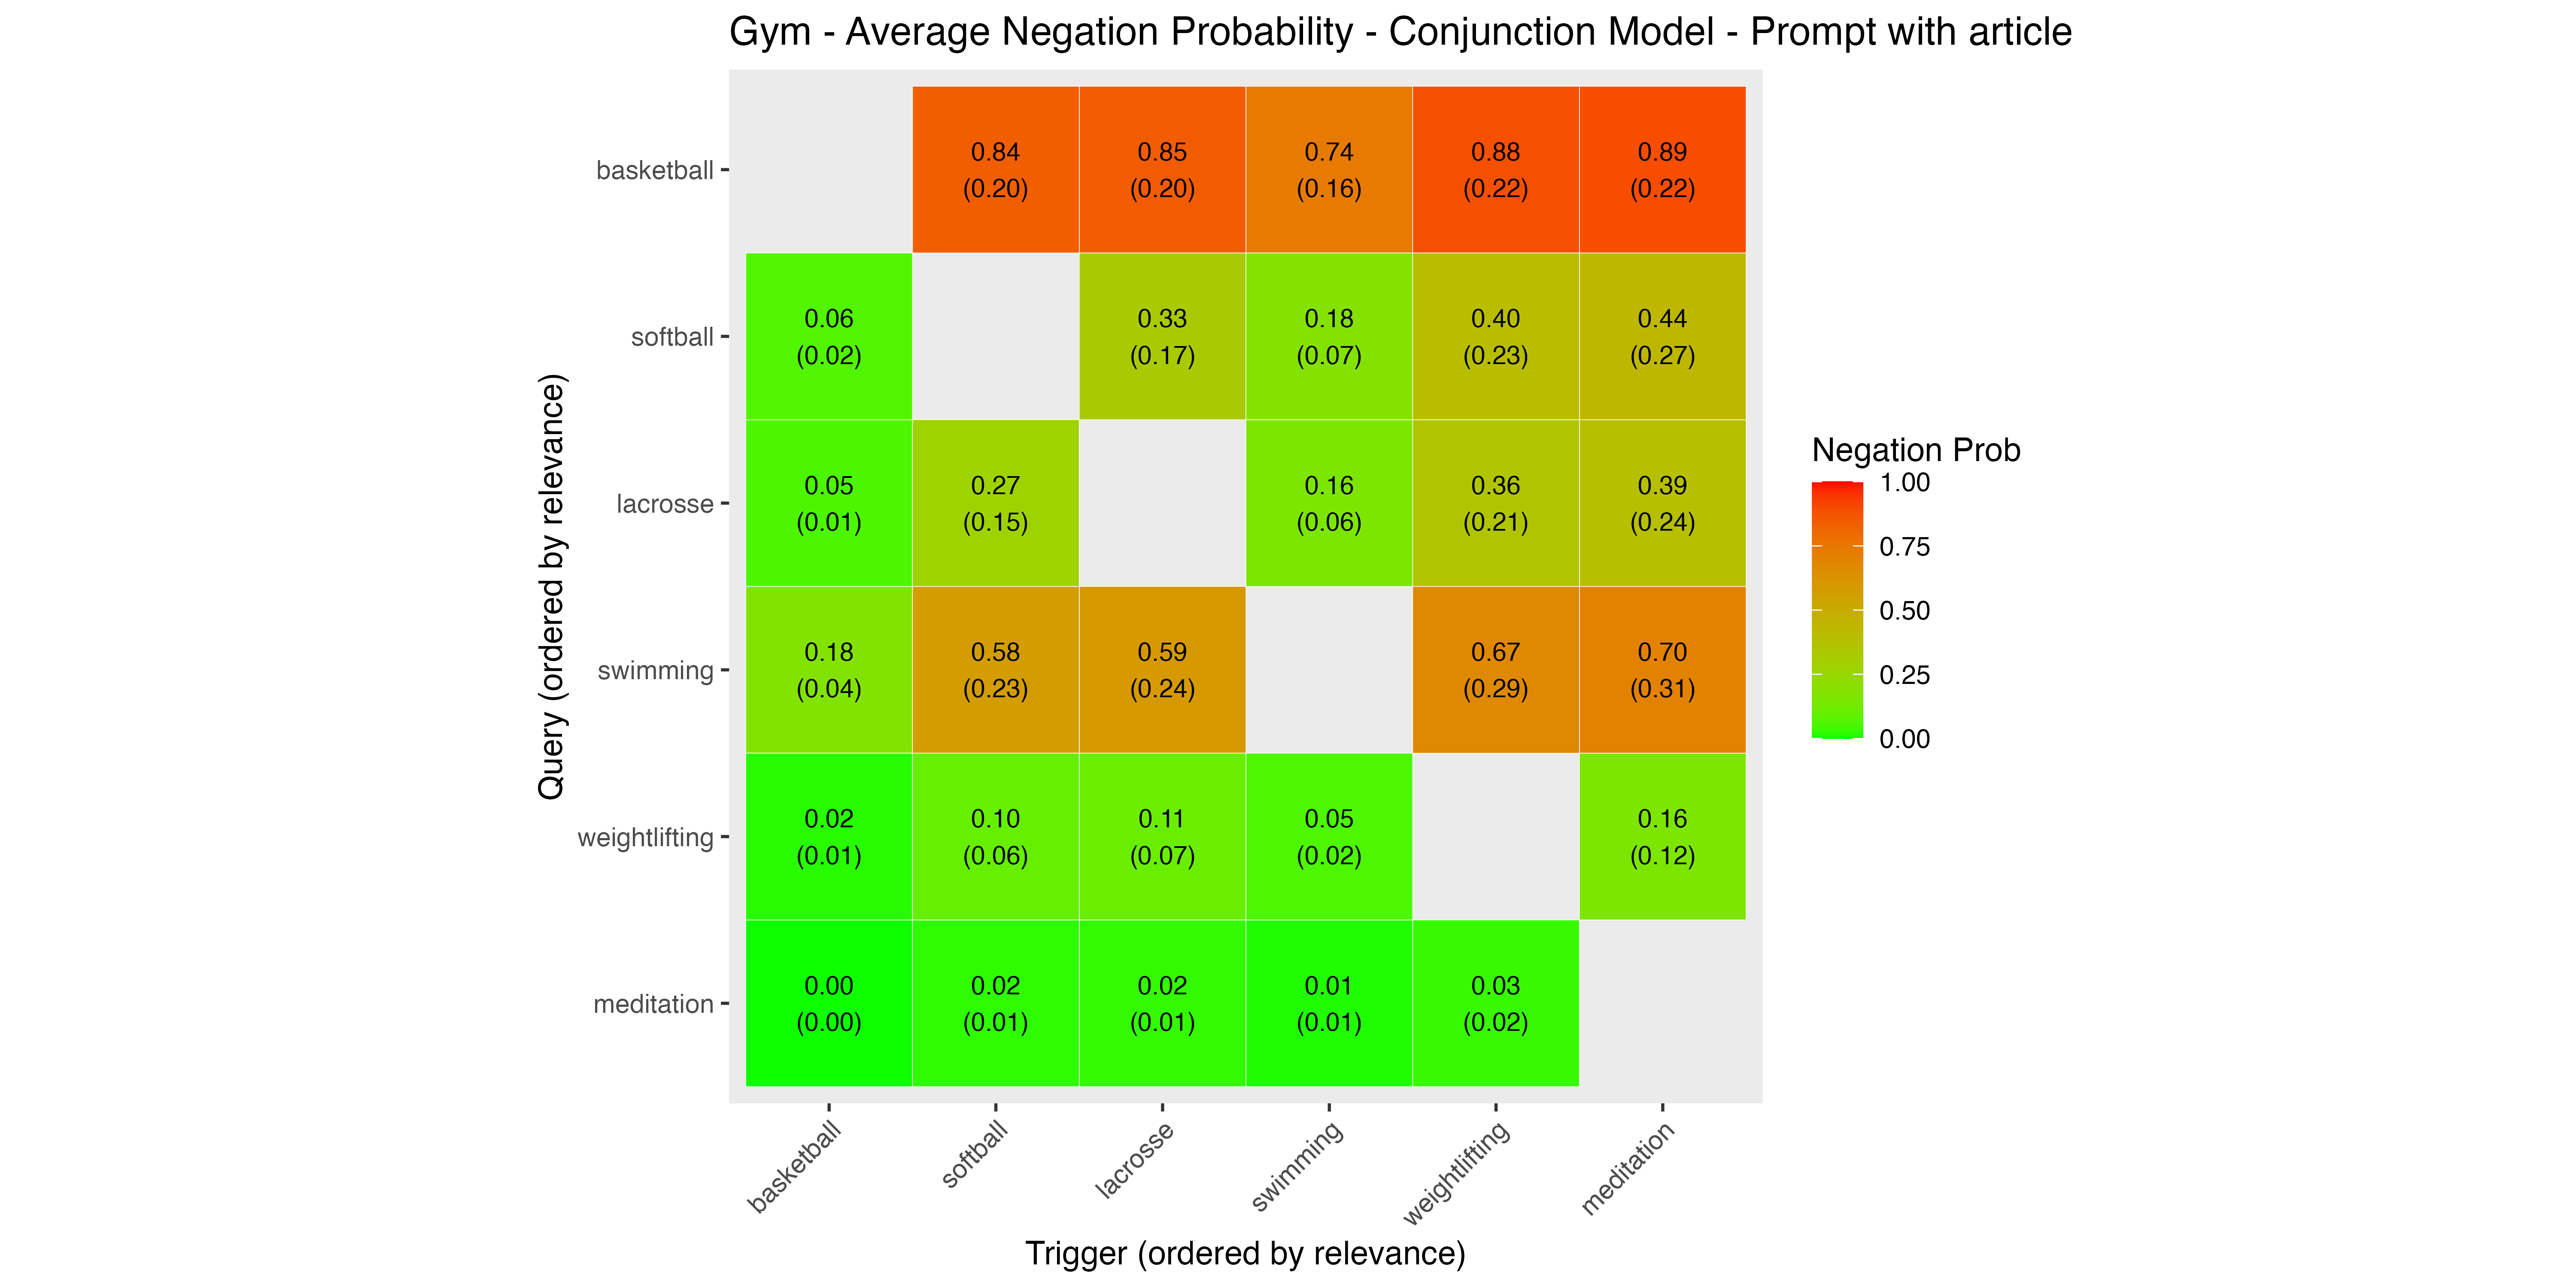 Gym - Average Negation Probability - Conjunction Model - Prompt with article
Query (ordered by relevance)
basketball
0.84 0.85 0.74 0.88 0.89
(0.20) (0.20) (0.16) (0.22) (0.22)
softball
0.06 0.33 0.18 0.40 0.44
(0.02) (0.17) (0.07) (0.23) (0.27)
lacrosse
0.05 0.27 0.16 0.36 0.39
(0.01) (0.15) (0.06) (0.21) (0.24)
swimming
0.18 0.58 0.59 0.67 0.70
(0.04) (0.23) (0.24) (0.29) (0.31)
weightlifting
0.02 0.10 0.11 0.05 0.16
(0.01) (0.06) (0.07) (0.02) (0.12)
meditation
0.00 0.02 0.02 0.01 0.03
(0.00) (0.01) (0.01) (0.01) (0.02)
basketball softball lacrosse swimming weightlifting meditation
Trigger (ordered by relevance)
Negation Prob
1.00
0.75
0.50
0.25
0.00